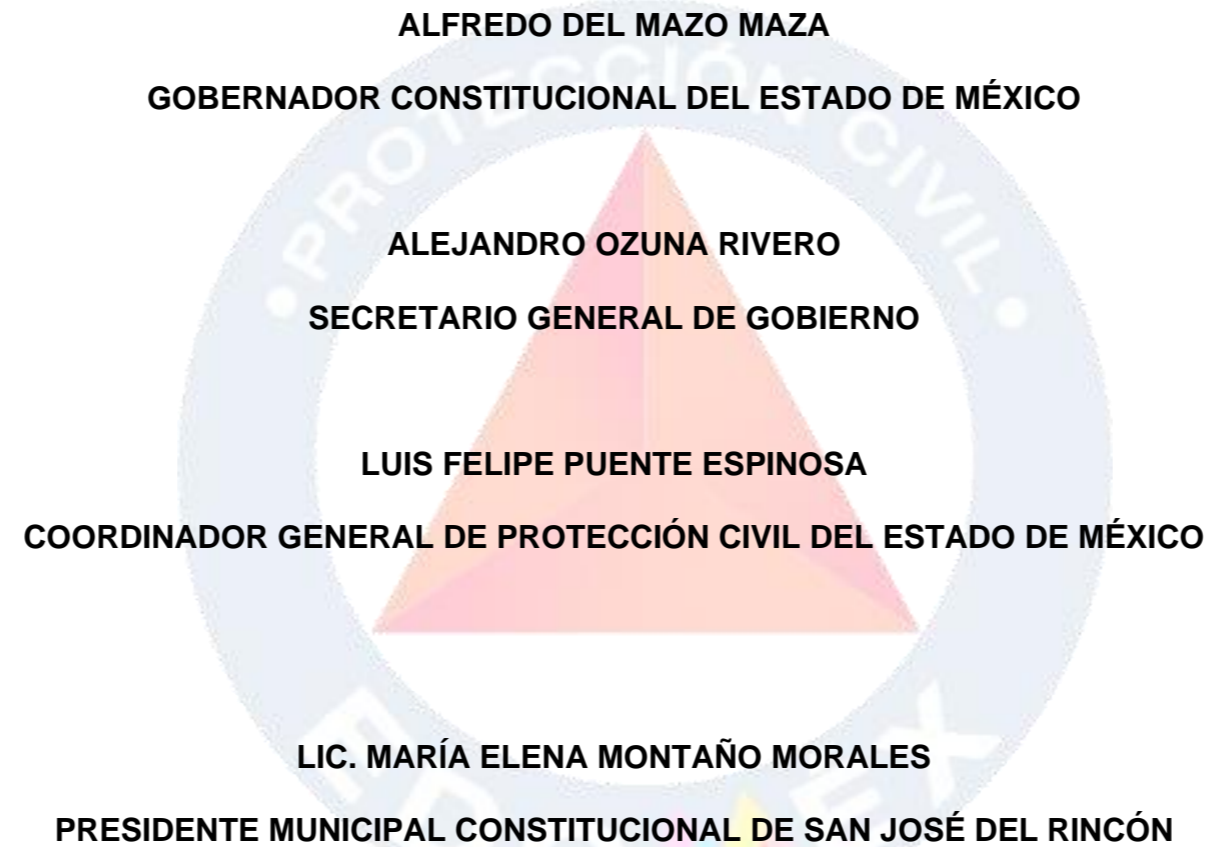 ALFREDO DEL MAZO MAZA
GOBERNADOR CONSTITUCIONAL DEL ESTADO DE MÉXICO
•PROTECCIÓN CIVIL•
ALEJANDRO OZUNA RIVERO
SECRETARIO GENERAL DE GOBIERNO
LUIS FELIPE PUENTE ESPINOSA
COORDINADOR GENERAL DE PROTECCIÓN CIVIL DEL ESTADO DE MÉXICO
LIC. MARÍA ELENA MONTAÑO MORALES
PRESIDENTE MUNICIPAL CONSTITUCIONAL DE SAN JOSÉ DEL RINCÓN